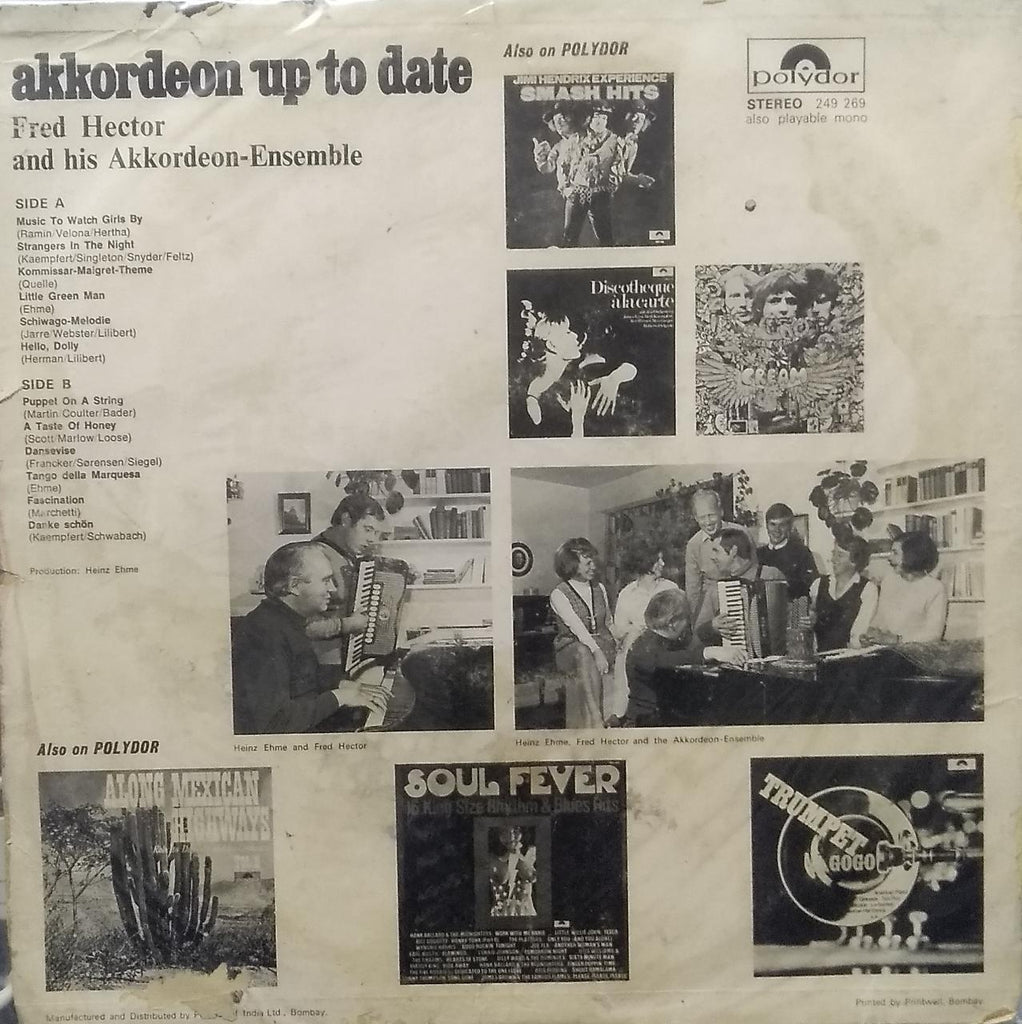 akkordeon up to date
Fred Hector
and his Akkordeon-Ensemble
SIDE A
Music To Watch Girls By
(Ramin/Velona/Hertha)
Strangers In The Night
(Kaempfert/Singleton/Snyder/Feltz)
Kommissar-Maigret-Theme
(Quelle)
Little Green Man
(Ehme)
Schiwago-Melodie
(Jarre/Webster/Lilibert)
Hello, Dolly
(Herman/Lilibert)
SIDE B
Puppet On A String
(Martin/Coulter/Bader)
A Taste Of Honey
(Scott/Marlow/Loose)
Dansevise
(Francker/Sørensen/Siegel)
Tango della Marquesa
(Ehme)
Fascination
(Marchetti)
Danke schön
(Kaempfert/Schwabach)
Production: Heinz Ehme
Also on POLYDOR
JIMI HENDRIX EXPERIENCE
SMASH HITS
polydor
STEREO 249 269
also playable mono
Discotheque
à la carte
CREAM
Heinz Ehme and Fred Hector
Heinz Ehme, Fred Hector and the Akkordeon-Ensemble
Also on POLYDOR
ALONG MEXICAN
HIGHWAYS
SOUL FEVER
16 King Size Rhythm & Blues Hits
TRUMPET
GOGO
Manufactured and Distributed by India Ltd., Bombay.
Printed by Printwell, Bombay